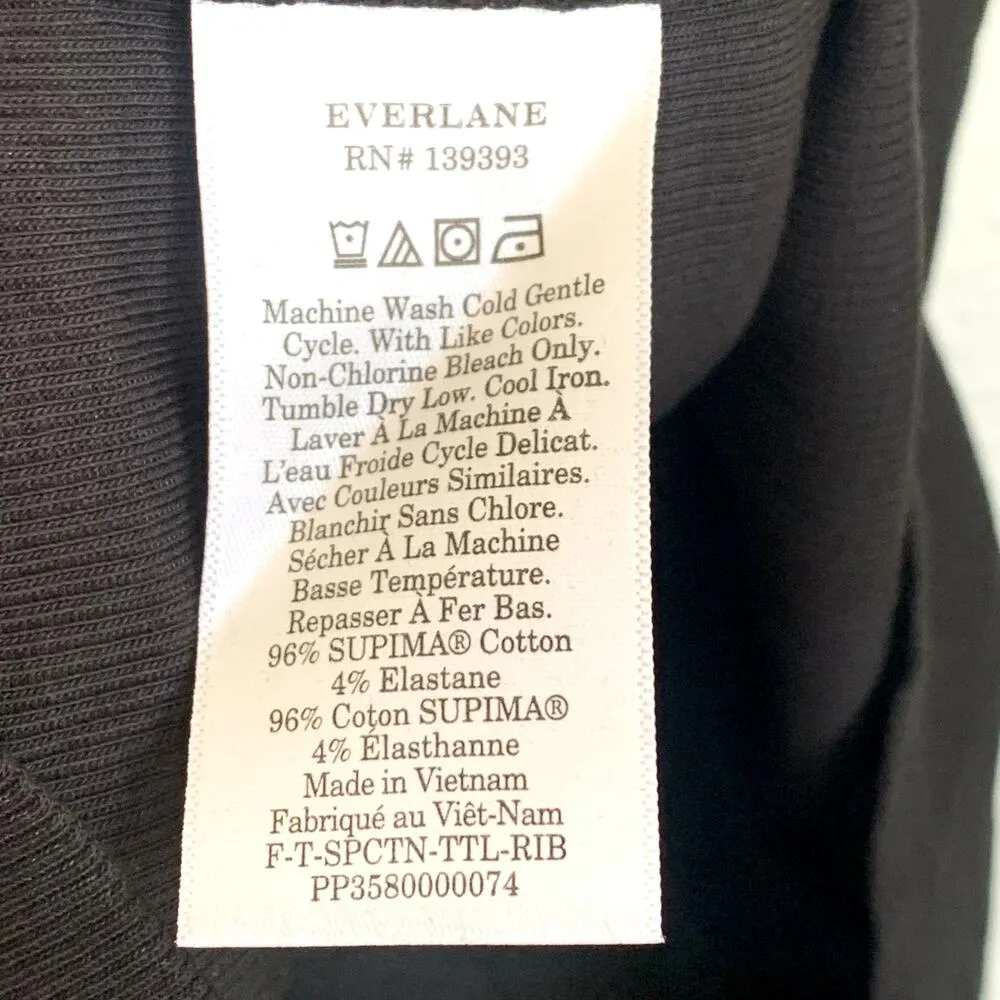 EVERLANE
RN# 139393
Machine Wash Cold Gentle
Cycle. With Like Colors.
Non-Chlorine Bleach Only.
Tumble Dry Low. Cool Iron.
Laver À La Machine À
L'eau Froide Cycle Delicat.
Avec Couleurs Similaires.
Blanchir Sans Chlore.
Sécher À La Machine
Basse Température.
Repasser À Fer Bas.
96% SUPIMA® Cotton
4% Elastane
96% Coton SUPIMA®
4% Élasthanne
Made in Vietnam
Fabriqué au Viêt-Nam
F-T-SPCTN-TTL-RIB
PP3580000074